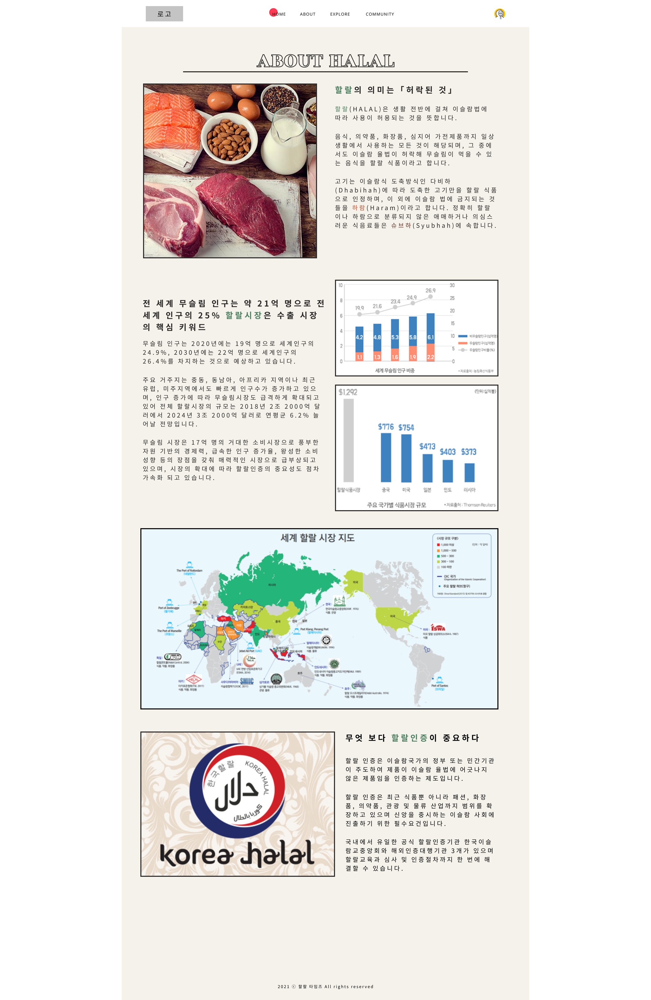 로고
HOME ABOUT EXPLORE COMMUNITY
ABOUT HALAL
할랄의 의미는「허락된 것」
할랄(HALAL)은 생활 전반에 걸쳐 이슬람법에
따라 사용이 허용되는 것을 뜻합니다.
음식, 의약품, 화장품, 심지어 가전제품까지 일상
생활에서 사용하는 모든 것이 해당되며, 그 중에
서도 이슬람 율법이 허락해 무슬림이 먹을 수 있
는 음식을 할랄 식품이라고 합니다.
고기는 이슬람식 도축방식인 다비하
(Dhabihah)에 따라 도축한 고기만을 할랄 식품
으로 인정하며, 이 외에 이슬람 법에 금지되는 것
들을 하람(Haram)이라고 합니다. 정확히 할랄
이나 하람으로 분류되지 않은 애매하거나 의심스
러운 식음료들은 슈브하(Syubhah)에 속합니다.
전 세계 무슬림 인구는 약 21억 명으로 전
세계 인구의 25% 할랄시장은 수출 시장
의 핵심 키워드
무슬림 인구는 2020년에는 19억 명으로 세계인구의
24.9%, 2030년에는 22억 명으로 세계인구의
26.4%를 차지하는 것으로 예상하고 있습니다.
주요 거주지는 중동, 동남아, 아프리카 지역이나 최근
유럽, 미주지역에서도 빠르게 인구수가 증가하고 있으
며, 인구 증가에 따라 무슬림시장도 급격하게 확대되고
있어 전체 할랄시장의 규모는 2018년 2조 2000억 달
러에서 2024년 3조 2000억 달러로 연평균 6.2% 늘
어날 전망입니다.
무슬림 시장은 17억 명의 거대한 소비시장으로 풍부한
자원 기반의 경제력, 급속한 인구 증가율, 왕성한 소비
성향 등의 장점을 갖춰 매력적인 시장으로 급부상되고
있으며, 시장의 확대에 따라 할랄인증의 중요성도 점차
가속화 되고 있습니다.
10 8 6 4 2 0
30 25 20 15 10 5 0
19.9 21.6 23.4 24.9 26.9
4.2 4.8 5.3 5.8 6.1
1.1 1.3 1.6 1.9 2.2
비무슬람인구(십억명)
무슬람인구(십억명)
무슬람인구비율(%)
세계 무슬림 인구 비중
*자료출처 : 농림축산식품부
(단위:십억불)
$1,292 $776 $754 $473 $403 $373
할랄식품시장 중국 미국 일본 인도 러시아
주요 국가별 식품시장 규모
*자료출처 : Thomson Reuters
세계 할랄 시장 지도
〈시장 규모 구분〉
(단위 : 억 달러)
1,000 이상
1,000 ~ 500
500 ~ 300
300 ~ 100
100 미만
OIC 국가
(Organization of the Islamic Cooperation)
주요 할랄 허브(항구)
The Port of Rotterdam
(네덜란드)
Port of Zeebrugge
(벨기에)
The Port of Marseille
(프랑스)
러시아
미국
카자흐스탄
중국
한국
일본
터키
이란
인도
방글라데시
수단
호주
미국
인도네시아
한국 :
한국이슬람교중앙회(KMF, 1976)
식품, 관광
Port Klang, Penang Port
(말레이시아)
말레이시아 :
이슬람개발부(JAKIM, 1994)
식품, 물류
Jebel Ali Port (UAE)
UAE :
UAE 연방 산업표준화기구
(ESMA, 2014)
독일 :
HALAL
할랄콘트롤(Halal Control, 2004)
식품, 약품, 화장품
터키 :
HELAL
터키표준협회(TSE, 2011)
식품, 약품, 화장품
사우디아라비아 : SMIIC
이슬람협력기구(OIC, 2011)
싱가포르 :
싱가폴 이슬람 종교위원회(MUIS, 1968)
관광, 물류
인도네시아 :
인도네시아 이슬람종교지도자단체(MUI, 1989)
식품, 약품, 화장품
호주 :
할랄 오스트레일리아(Halal Australia, 1974)
식품, 약품, 화장품
미국 : ISWA
미국 할랄 상공회의소(ISWA, 1987)
식품
Port of Santos
(브라질)
한국할랄 KOREA HALAL
حلال
كوريا بالحلال
korea halal
무엇 보다 할랄인증이 중요하다
할랄 인증은 이슬람국가의 정부 또는 민간기관
이 주도하여 제품이 이슬람 율법에 어긋나지
않은 제품임을 인증하는 제도입니다.
할랄 인증은 최근 식품뿐 아니라 패션, 화장
품, 의약품, 관광 및 물류 산업까지 범위를 확
장하고 있으며 신앙을 중시하는 이슬람 사회에
진출하기 위한 필수요건입니다.
국내에서 유일한 공식 할랄인증기관 한국이슬
람교중앙회와 해외인증대행기관 3개가 있으며
할랄교육과 심사 및 인증절차까지 한 번에 해
결할 수 있습니다.
2021 ⓒ 할랄 타임즈 All rights reserved